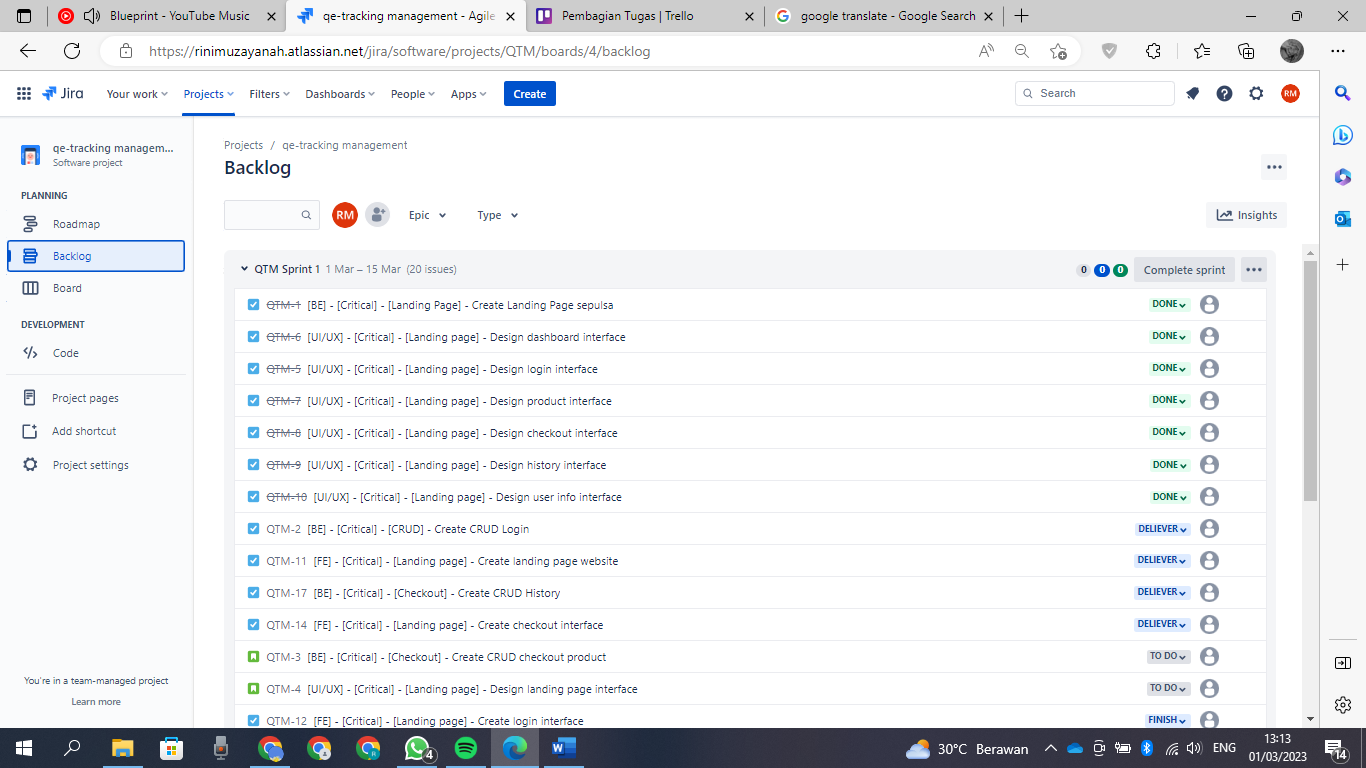 Blueprint - YouTube Music
qe-tracking management - Agile
Pembagian Tugas | Trello
google translate - Google Search
https://rinimuzayanah.atlassian.net/jira/software/projects/QTM/boards/4/backlog
Jira
Your work
Projects
Filters
Dashboards
People
Apps
Create
Search
RM
qe-tracking managem...
Software project
PLANNING
Roadmap
Backlog
Board
DEVELOPMENT
Code
Project pages
Add shortcut
Project settings
You're in a team-managed project
Learn more
Projects / qe-tracking management
Backlog
RM
Epic
Type
Insights
QTM Sprint 1 1 Mar – 15 Mar (20 issues)
0 0 0
Complete sprint
QTM-1 [BE] - [Critical] - [Landing Page] - Create Landing Page sepulsa DONE
QTM-6 [UI/UX] - [Critical] - [Landing page] - Design dashboard interface DONE
QTM-5 [UI/UX] - [Critical] - [Landing page] - Design login interface DONE
QTM-7 [UI/UX] - [Critical] - [Landing page] - Design product interface DONE
QTM-8 [UI/UX] - [Critical] - [Landing page] - Design checkout interface DONE
QTM-9 [UI/UX] - [Critical] - [Landing page] - Design history interface DONE
QTM-10 [UI/UX] - [Critical] - [Landing page] - Design user info interface DONE
QTM-2 [BE] - [Critical] - [CRUD] - Create CRUD Login DELIEVER
QTM-11 [FE] - [Critical] - [Landing page] - Create landing page website DELIEVER
QTM-17 [BE] - [Critical] - [Checkout] - Create CRUD History DELIEVER
QTM-14 [FE] - [Critical] - [Landing page] - Create checkout interface DELIEVER
QTM-3 [BE] - [Critical] - [Checkout] - Create CRUD checkout product TO DO
QTM-4 [UI/UX] - [Critical] - [Landing page] - Design landing page interface TO DO
QTM-12 [FE] - [Critical] - [Landing page] - Create login interface FINISH
4
30°C Berawan
ENG
13:13
01/03/2023
14